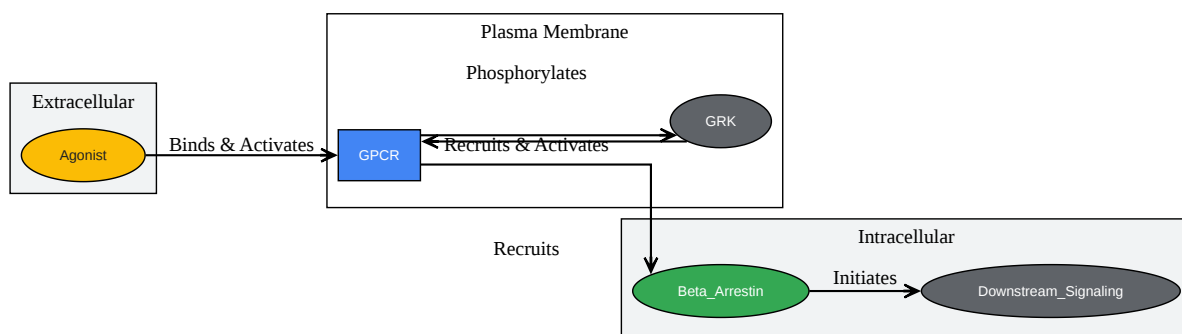 Plasma Membrane
Phosphorylates
Extracellular
GRK
Binds & Activates
Recruits & Activates
Agonist
GPCR
Intracellular
Recruits
Initiates
Beta_Arrestin
Downstream_Signaling